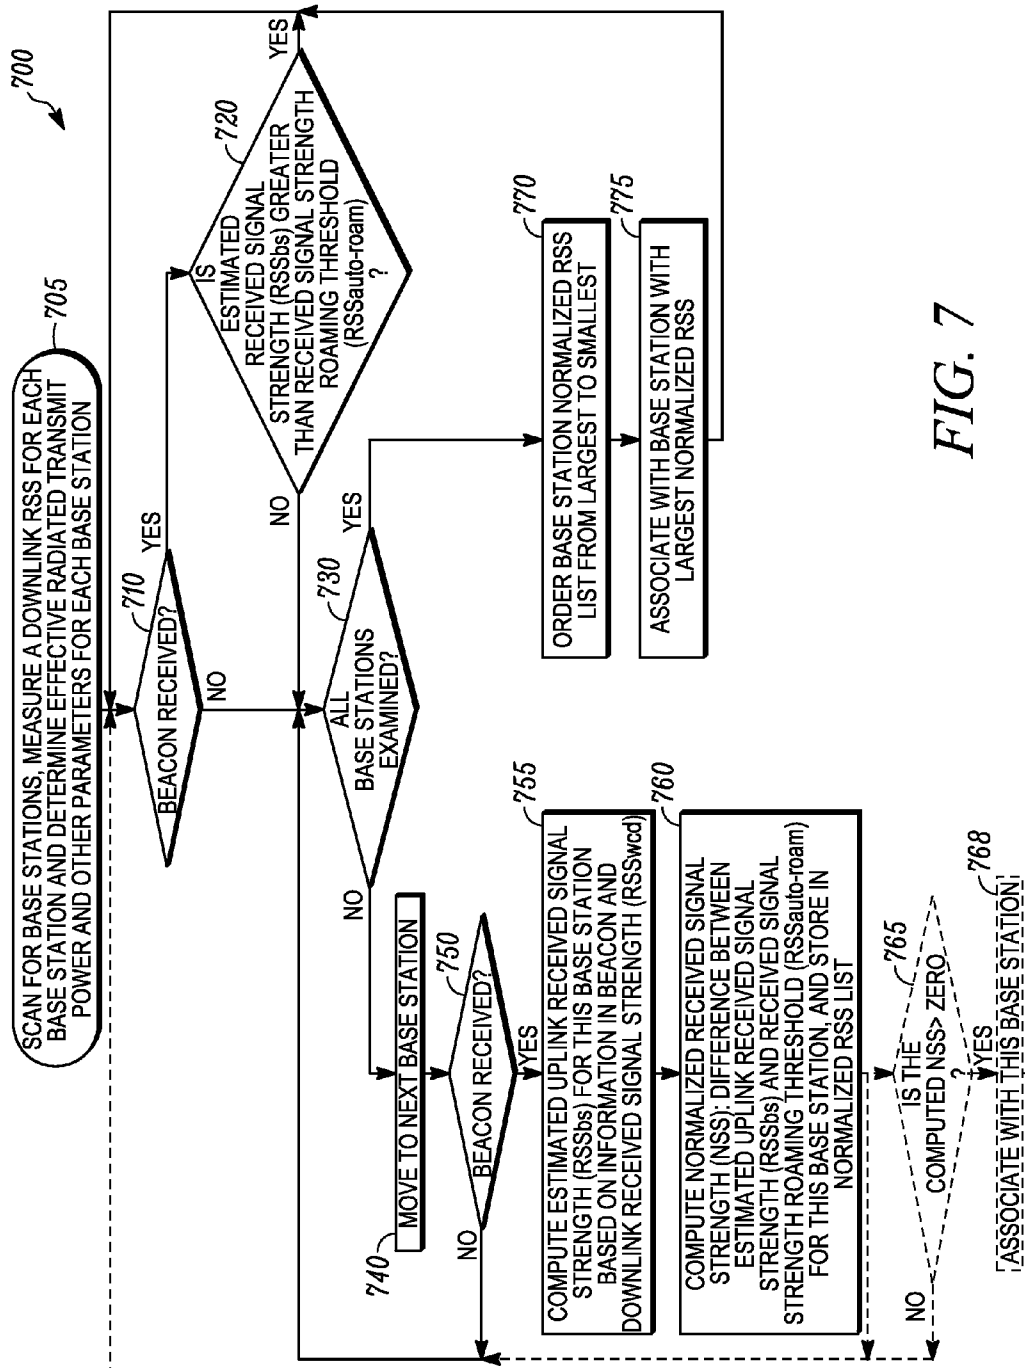 700
SCAN FOR BASE STATIONS, MEASURE A DOWNLINK RSS FOR EACH
BASE STATION AND DETERMINE EFFECTIVE RADIATED TRANSMIT
POWER AND OTHER PARAMETERS FOR EACH BASE STATION
705
BEACON RECEIVED?
710
YES
NO
IS
ESTIMATED
RECEIVED SIGNAL
STRENGTH (RSSbs) GREATER
THAN RECEIVED SIGNAL STRENGTH
ROAMING THRESHOLD
(RSSauto-roam)
?
720
YES
NO
ALL
BASE STATIONS
EXAMINED?
730
YES
NO
MOVE TO NEXT BASE STATION
740
BEACON RECEIVED?
750
NO
YES
COMPUTE ESTIMATED UPLINK RECEIVED SIGNAL
STRENGTH (RSSbs) FOR THIS BASE STATION
BASED ON INFORMATION IN BEACON AND
DOWNLINK RECEIVED SIGNAL STRENGTH (RSSwcd)
755
COMPUTE NORMALIZED RECEIVED SIGNAL
STRENGTH (NSS): DIFFERENCE BETWEEN
ESTIMATED UPLINK RECEIVED SIGNAL
STRENGTH (RSSbs) AND RECEIVED SIGNAL
STRENGTH ROAMING THRESHOLD (RSSauto-roam)
FOR THIS BASE STATION, AND STORE IN
NORMALIZED RSS LIST
760
IS THE
COMPUTED NSS> ZERO
?
765
NO
YES
ASSOCIATE WITH THIS BASE STATION
768
ORDER BASE STATION NORMALIZED RSS
LIST FROM LARGEST TO SMALLEST
770
ASSOCIATE WITH BASE STATION WITH
LARGEST NORMALIZED RSS
775
FIG. 7